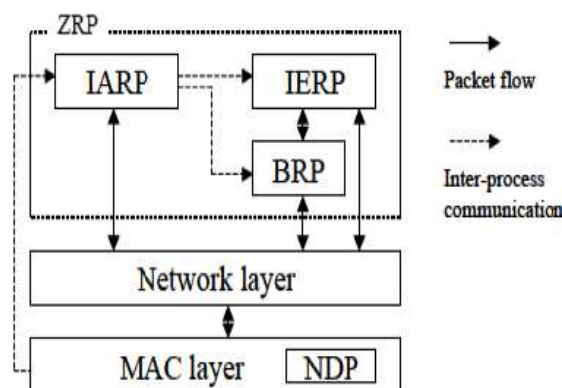 ZRP
IARP
IERP
BRP
Packet flow
Inter-process
communication
Network layer
MAC layer
NDP